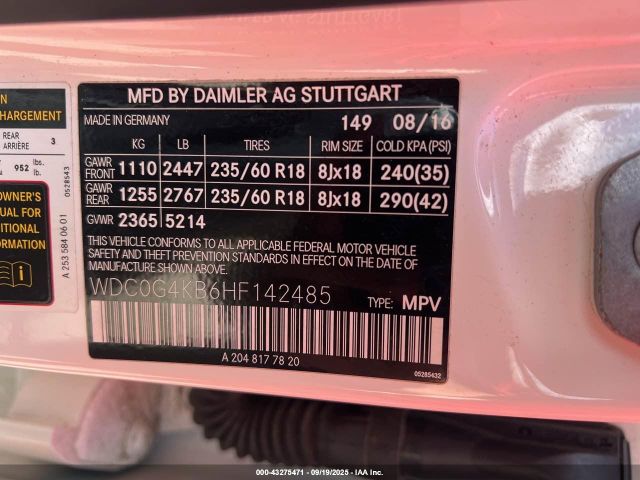 MFD BY DAIMLER AG STUTTGART
MADE IN GERMANY 149 08/16
KG LB TIRES RIM SIZE COLD KPA (PSI)
GAWR FRONT 1110 2447 235/60 R18 8Jx18 240(35)
GAWR REAR 1255 2767 235/60 R18 8Jx18 290(42)
GVWR 2365 5214
THIS VEHICLE CONFORMS TO ALL APPLICABLE FEDERAL MOTOR VEHICLE
SAFETY AND THEFT PREVENTION STANDARDS IN EFFECT ON THE
DATE OF MANUFACTURE SHOWN ABOVE.
WDC0G4KB6HF142485 TYPE: MPV
A 204 817 78 20
05285432
HARGEMENT
REAR 3
ARRIÈRE
952 lbs.
lb.
0528543
OWNER'S
UAL FOR
DITIONAL
ORMATION
A 253 584 06 01
000-43275471 - 09/19/2025 - IAA Inc.